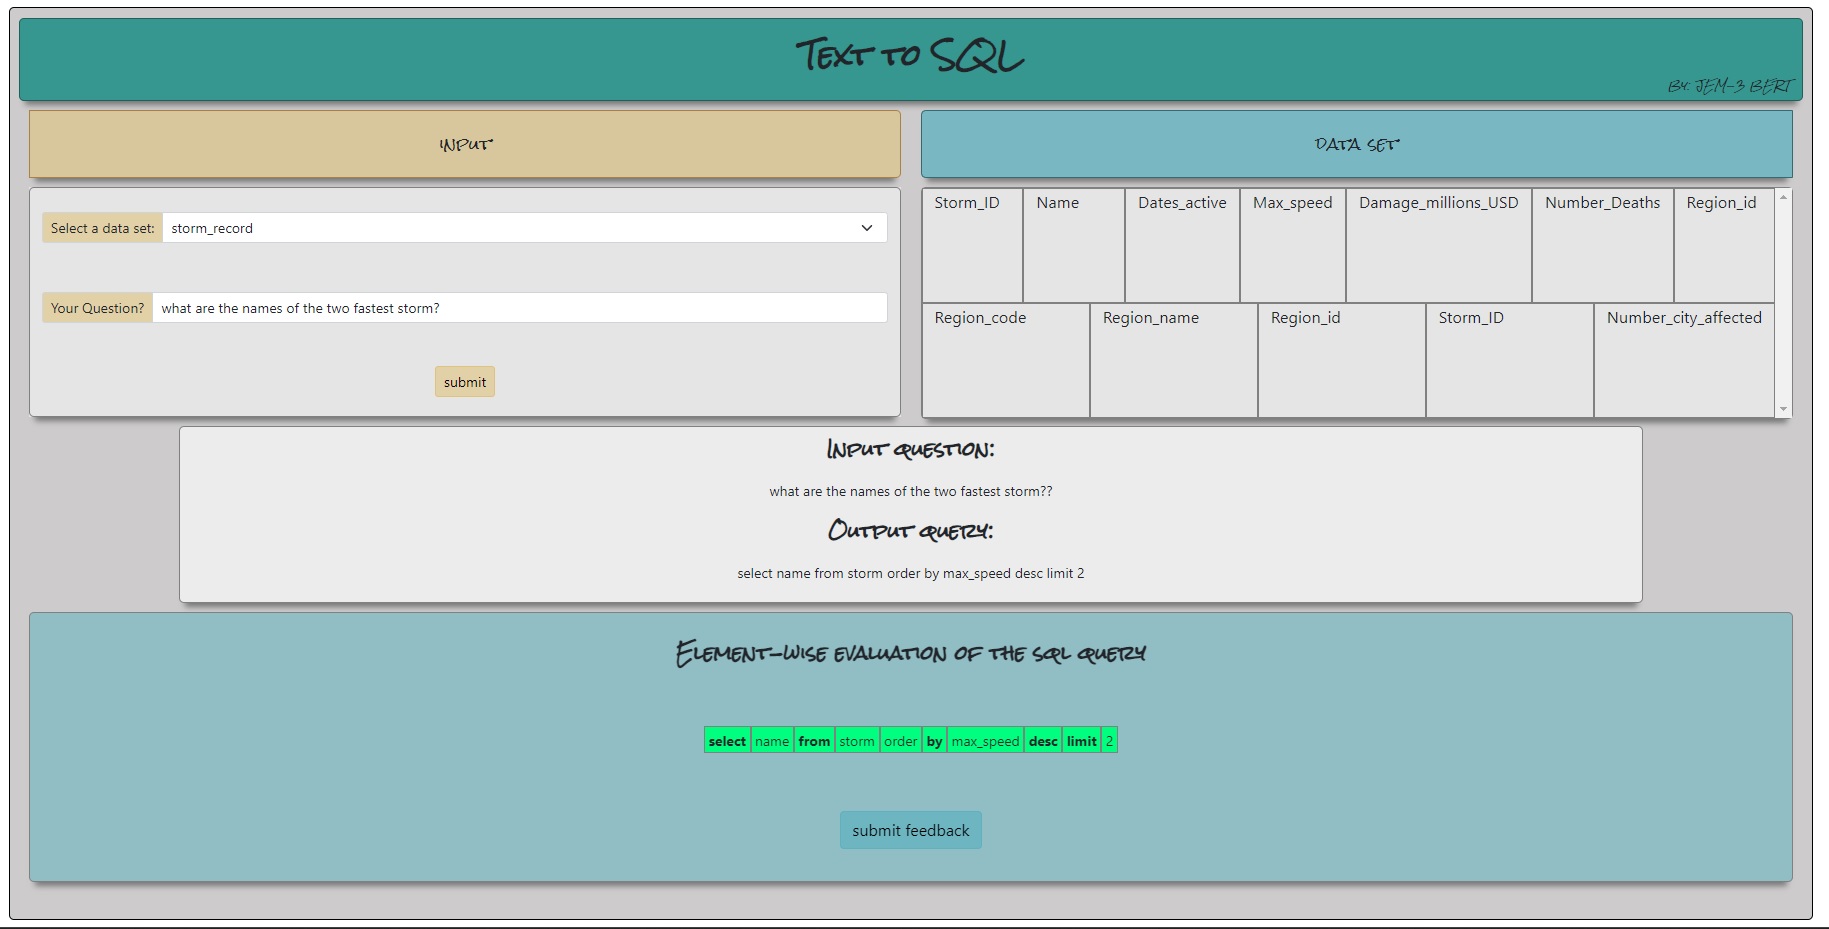 Text to SQL
By: JEM-3 BERT
INPUT
DATA SET
Select a data set: storm_record
Your Question? what are the names of the two fastest storm?
submit
Storm_ID Name Dates_active Max_speed Damage_millions_USD Number_Deaths Region_id
Region_code Region_name Region_id Storm_ID Number_city_affected
Input question:
what are the names of the two fastest storm??
Output query:
select name from storm order by max_speed desc limit 2
Element-wise evaluation of the sql query
select name from storm order by max_speed desc limit 2
submit feedback